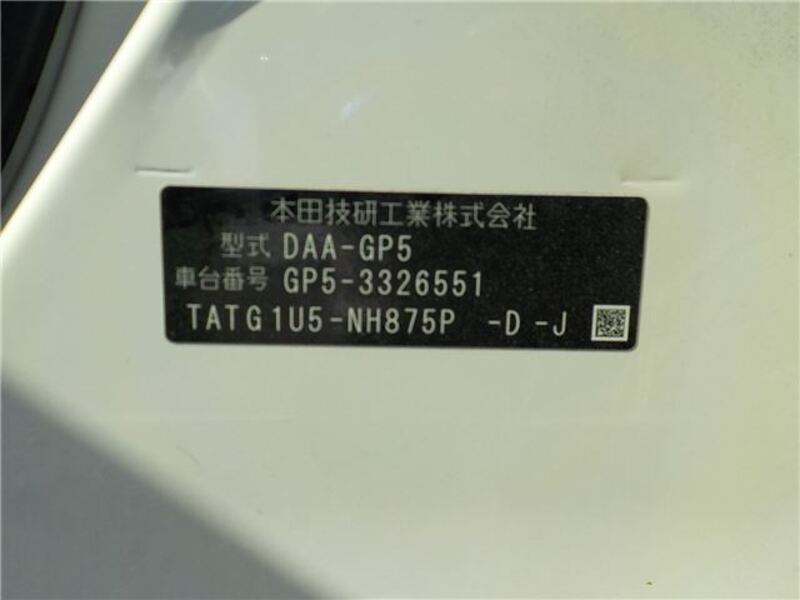 本田技研工業株式会社
型式 DAA-GP5
車台番号 GP5-3326551
TATG1U5-NH875P -D -J